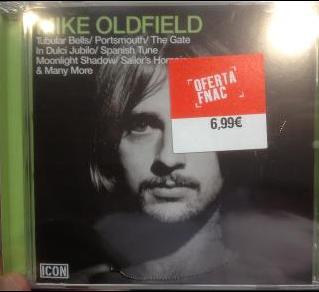 MIKE OLDFIELD
Tubular Bells/ Portsmouth/ The Gate
In Dulci Jubilo/ Spanish Tune
Moonlight Shadow/ Sailor's
& Many More
OFERTA
FNAC
6,99€
ICON